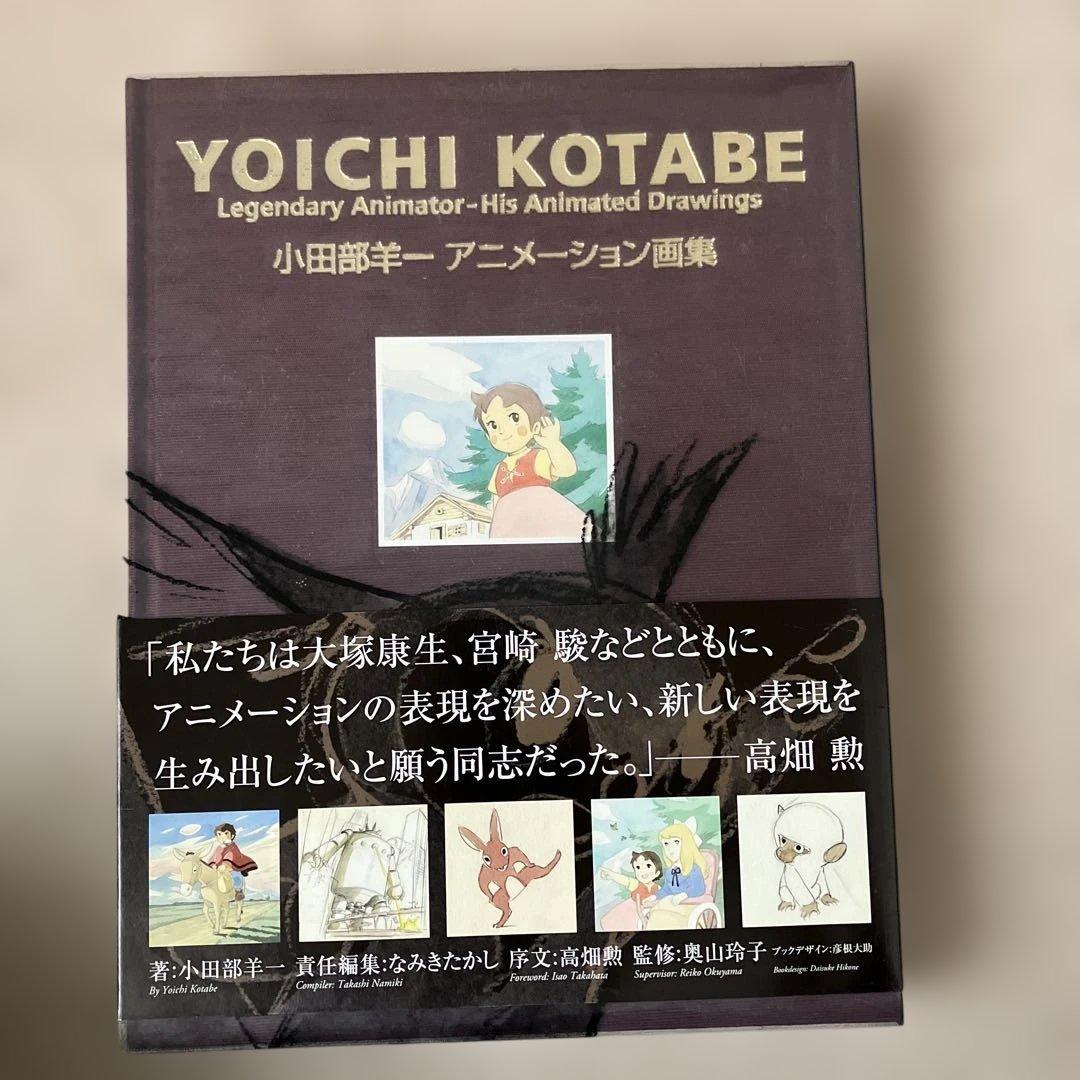 YOICHI KOTABE
Legendary Animator-His Animated Drawings
小田部羊一 アニメーション画集
「私たちは大塚康生、宮崎 駿などとともに、
アニメーションの表現を深めたい、新しい表現を
生み出したいと願う同志だった。」——高畑 勲
著:小田部羊一 責任編集:なみきたかし 序文:高畑勲 監修:奥山玲子 ブックデザイン:彦根大助
By Yoichi Kotabe Compiler: Takashi Namiki Foreword: Isao Takahata Supervisor: Reiko Okuyama Bookdesign: Daisuke Hikone